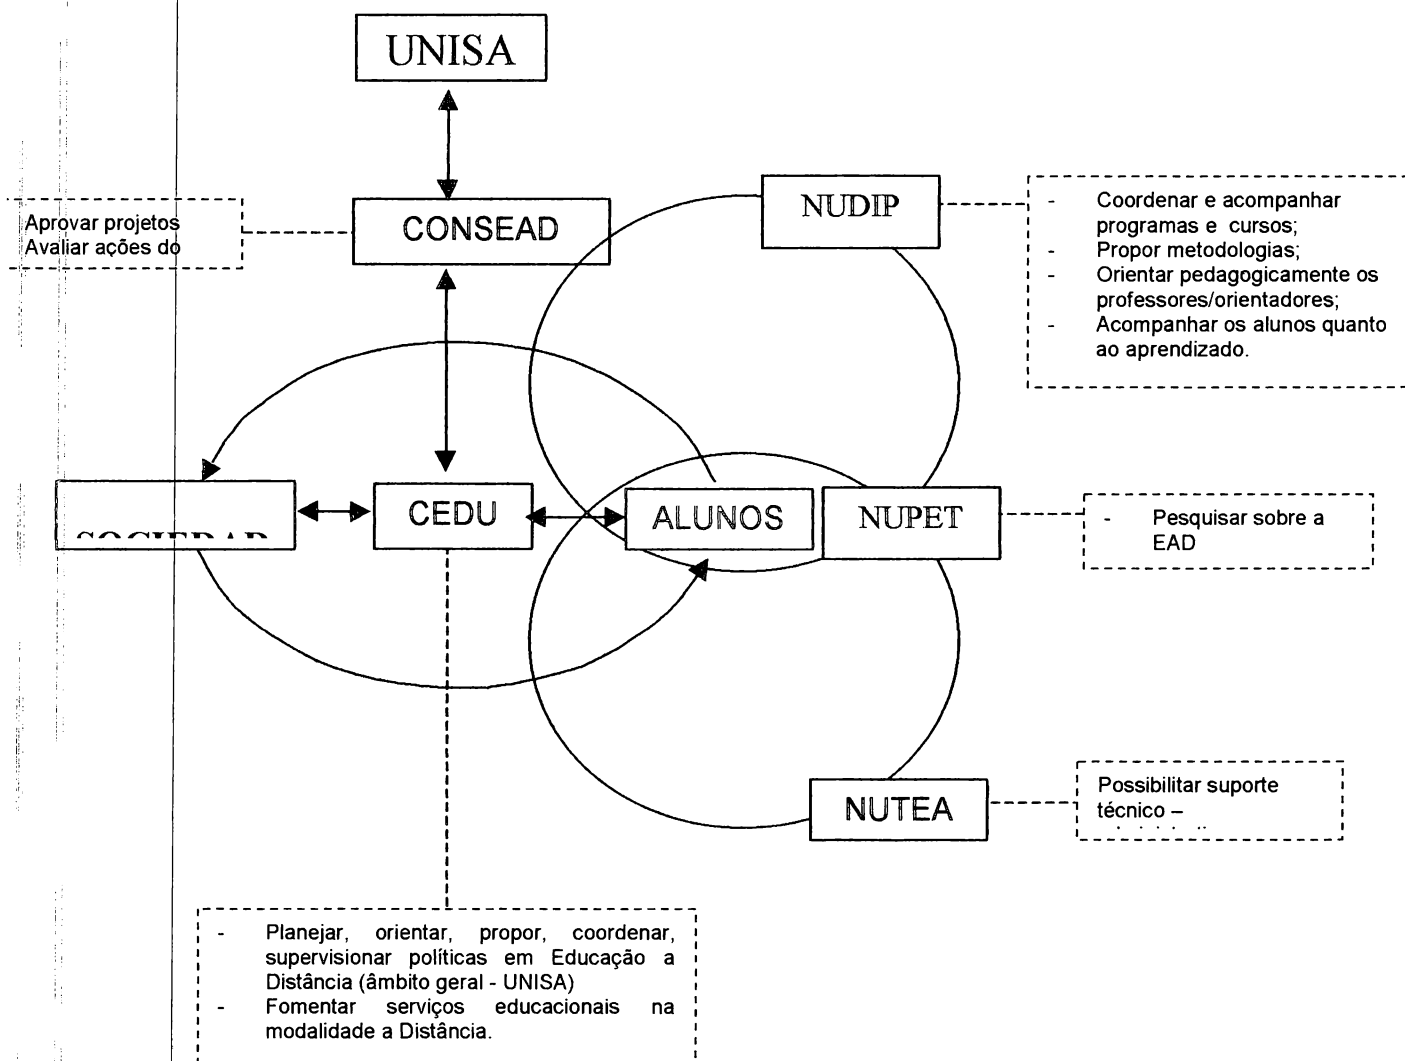 UNISA
CONSEAD
Aprovar projetos
Avaliar ações do
NUDIP
- Coordenar e acompanhar
programas e cursos;
- Propor metodologias;
- Orientar pedagogicamente os
professores/orientadores;
- Acompanhar os alunos quanto
ao aprendizado.
CEDU
ALUNOS
NUPET
- Pesquisar sobre a
EAD
NUTEA
Possibilitar suporte
técnico –
- Planejar, orientar, propor, coordenar,
supervisionar políticas em Educação a
Distância (âmbito geral - UNISA)
- Fomentar serviços educacionais na
modalidade a Distância.